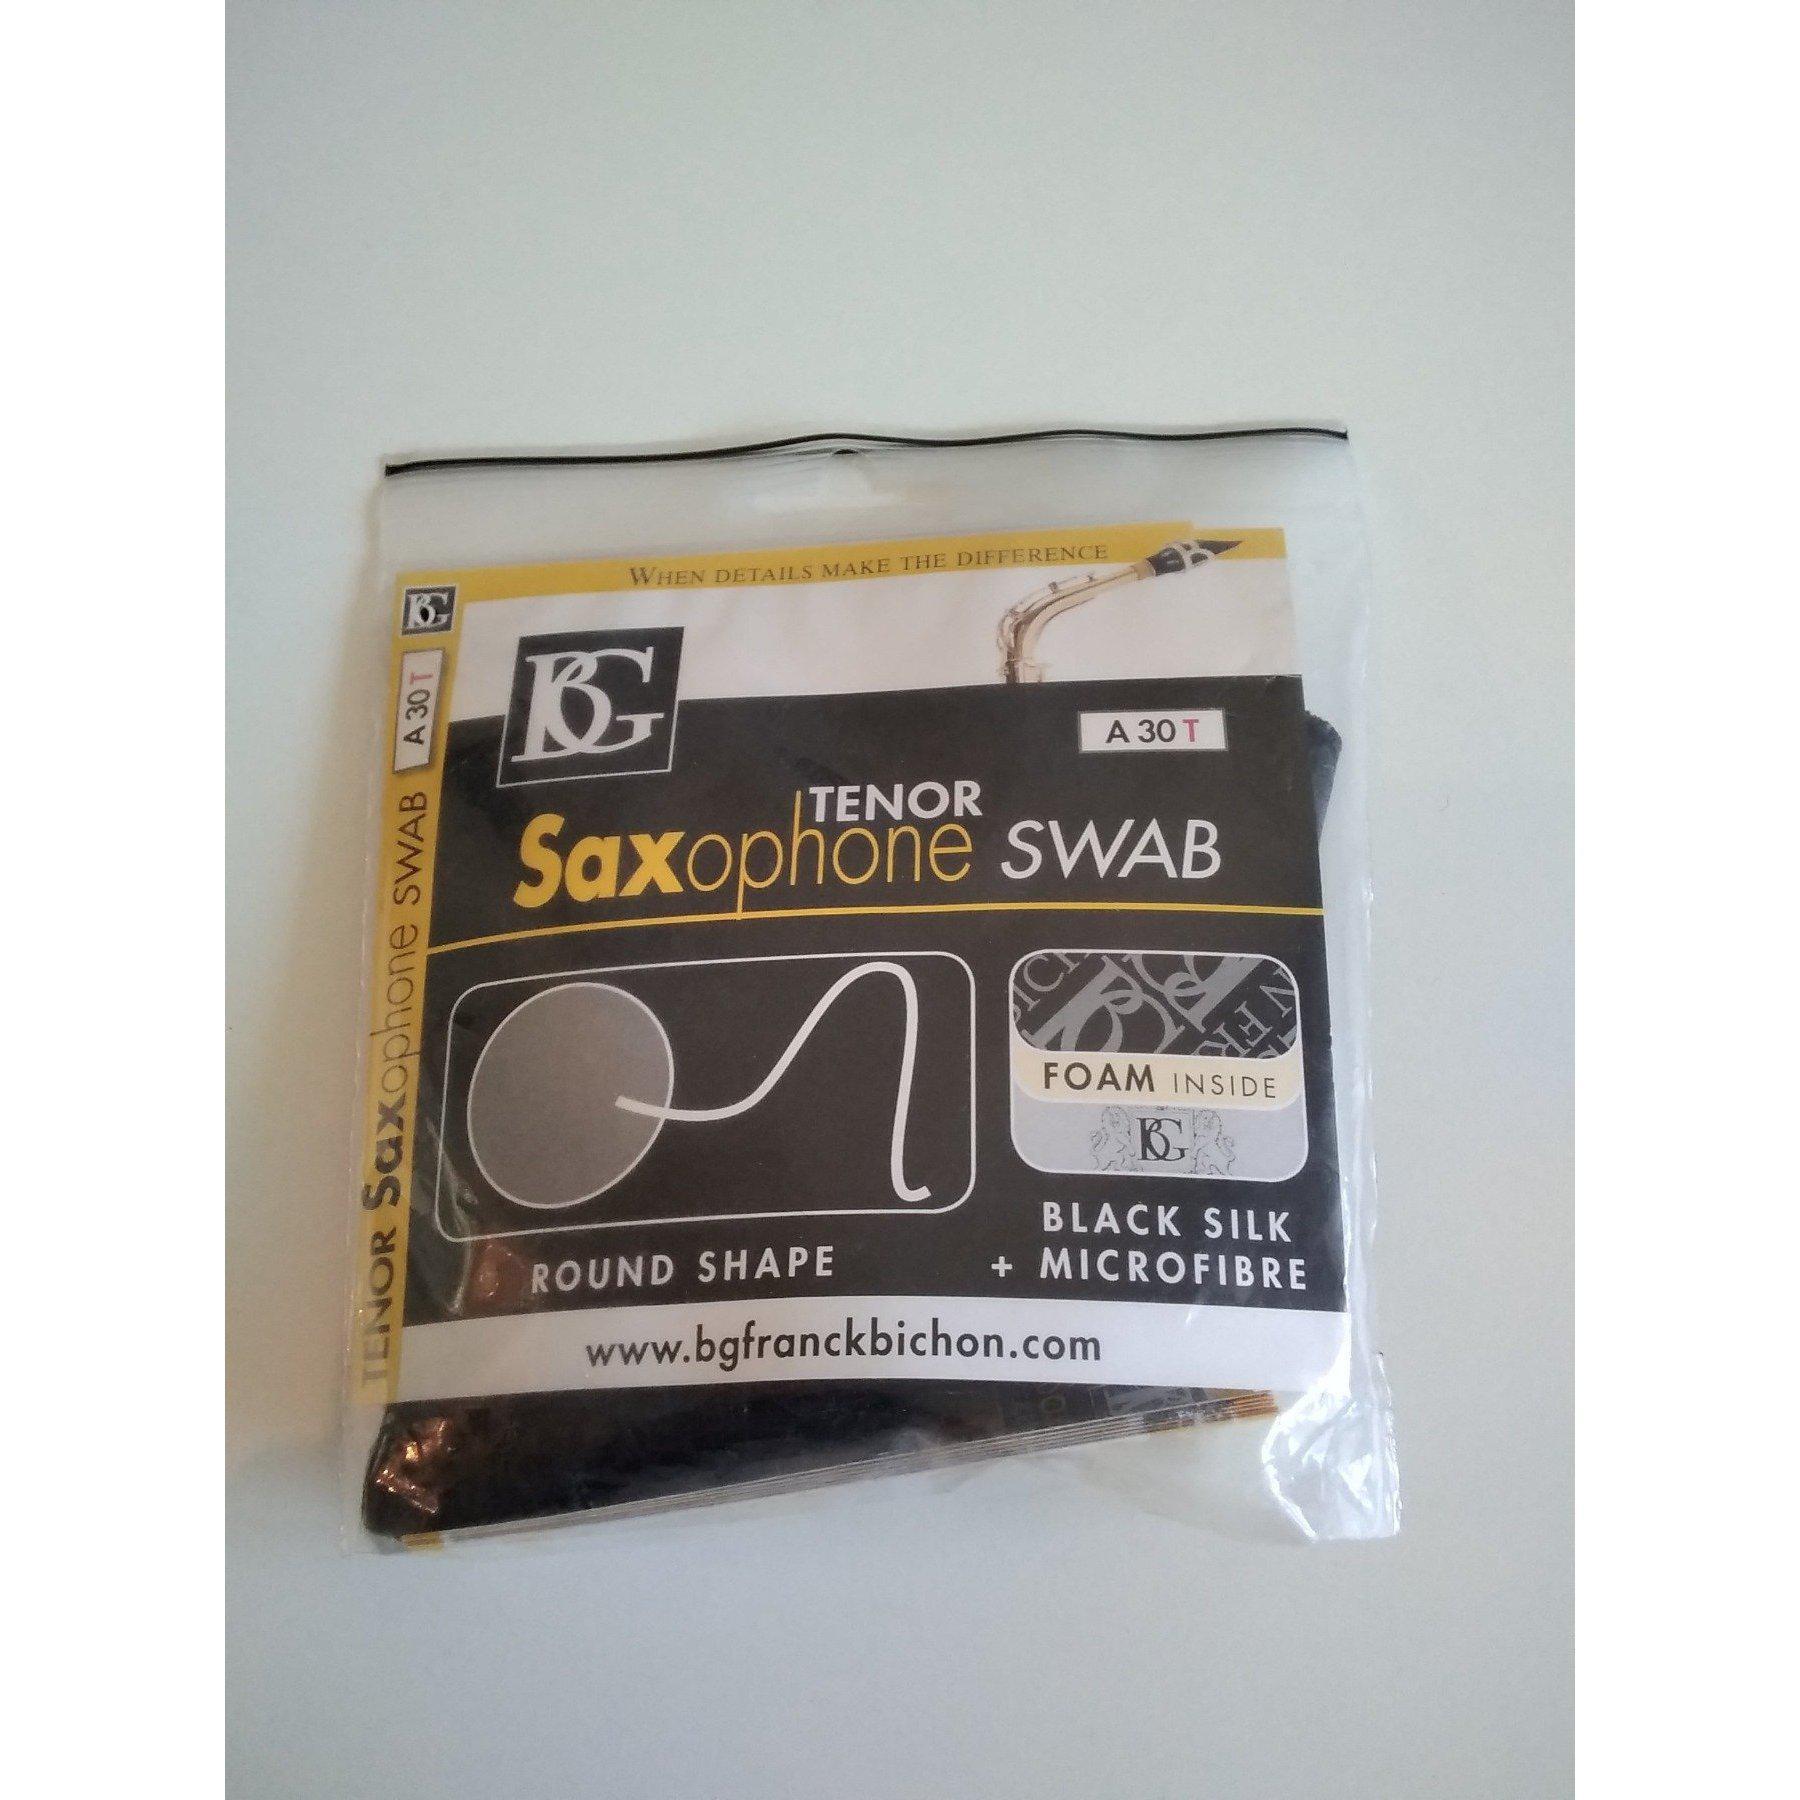 WHEN DETAILS MAKE THE DIFFERENCE
BG
A 30 T
TENOR Saxophone SWAB
BG
A 30 T
TENOR
Saxophone SWAB
FOAM INSIDE
BG
ROUND SHAPE
BLACK SILK
+ MICROFIBRE
www.bgfranckbichon.com